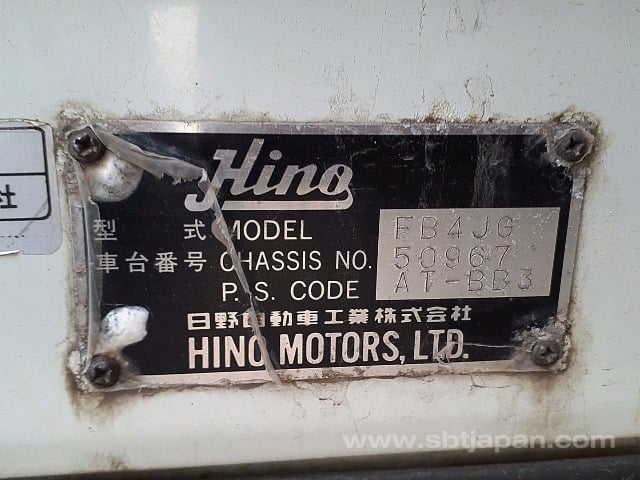 Hino
型 式 MODEL FB4JG
車台番号 CHASSIS NO. 50967
P. S. CODE AT-BB3
日野自動車工業株式会社
HINO MOTORS, LTD.
社
www.sbtjapan.com